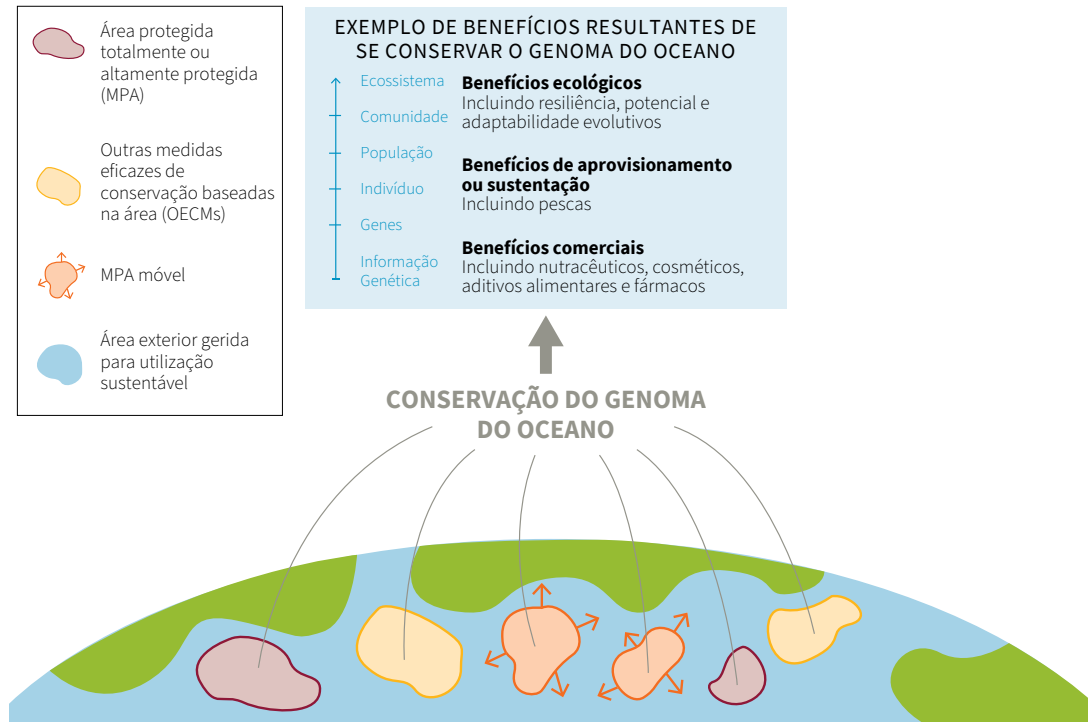 Área protegida
totalmente ou
altamente protegida
(MPA)
Outras medidas
eficazes de
conservação baseadas
na área (OECMs)
MPA móvel
Área exterior gerida
para utilização
sustentável
EXEMPLO DE BENEFÍCIOS RESULTANTES DE
SE CONSERVAR O GENOMA DO OCEANO
Ecossistema
Comunidade
População
Indivíduo
Genes
Informação
Genética
Benefícios ecológicos
Incluindo resiliência, potencial e
adaptabilidade evolutivos
Benefícios de aprovisionamento
ou sustentação
Incluindo pescas
Benefícios comerciais
Incluindo nutracêuticos, cosméticos,
aditivos alimentares e fármacos
CONSERVAÇÃO DO GENOMA
DO OCEANO